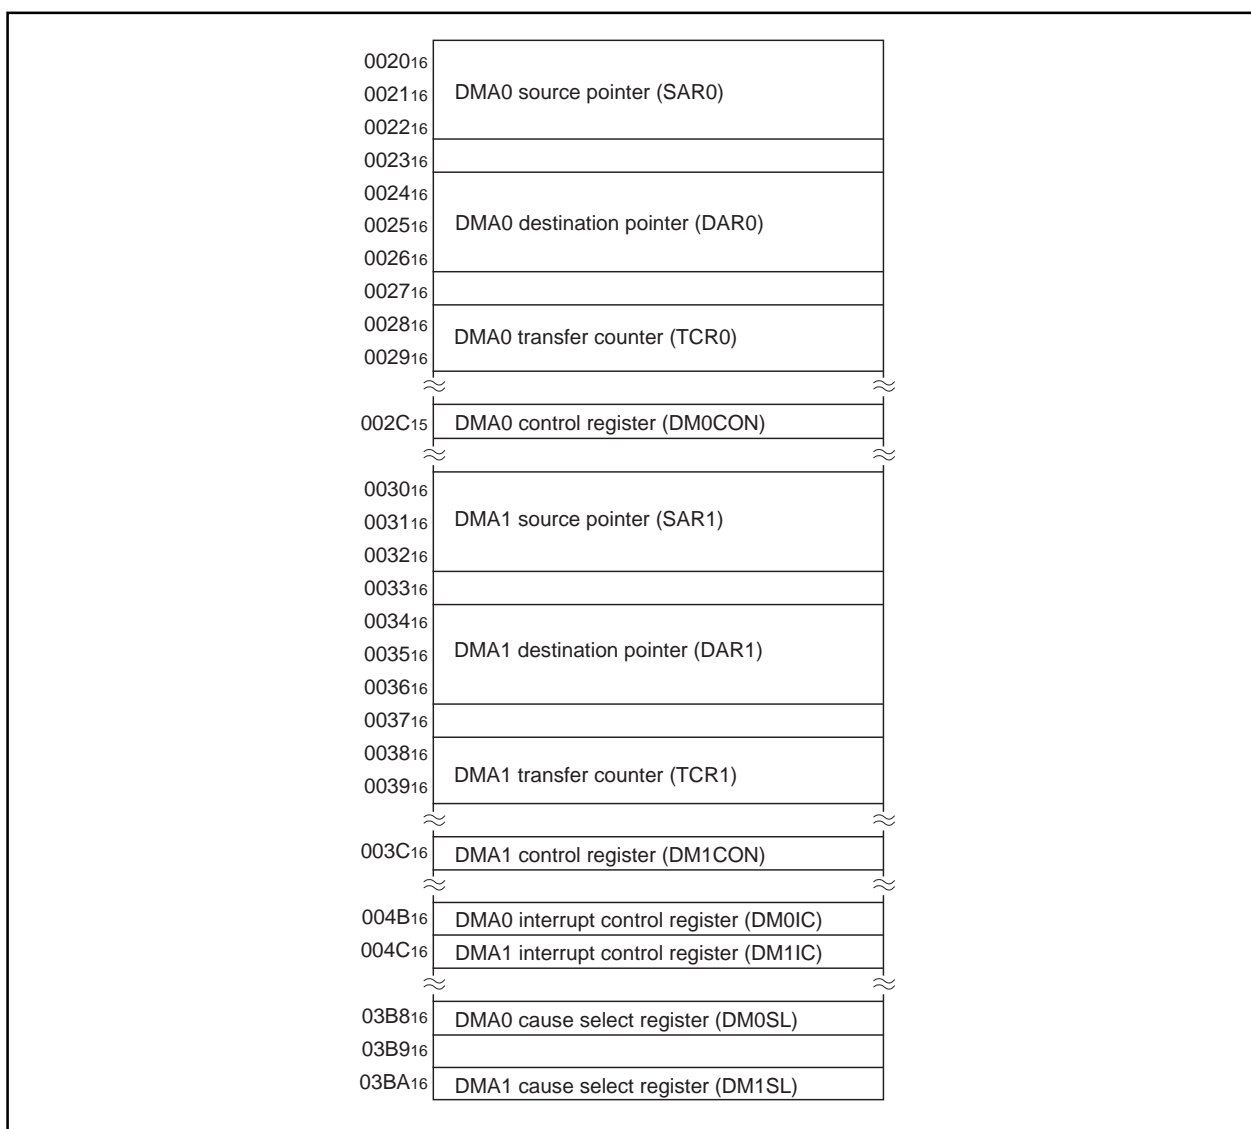 002016
002116
DMA0 source pointer (SAR0)
002216
002316
002416
002516
DMA0 destination pointer (DAR0)
002616
002716
002816
DMA0 transfer counter (TCR0)
002916
002C15 DMA0 control register (DM0CON)
003016
003116
DMA1 source pointer (SAR1)
003216
003316
003416
003516
DMA1 destination pointer (DAR1)
003616
003716
003816
DMA1 transfer counter (TCR1)
003916
003C16 DMA1 control register (DM1CON)
004B16 DMA0 interrupt control register (DM0IC)
004C16 DMA1 interrupt control register (DM1IC)
03B816 DMA0 cause select register (DM0SL)
03B916
03BA16 DMA1 cause select register (DM1SL)